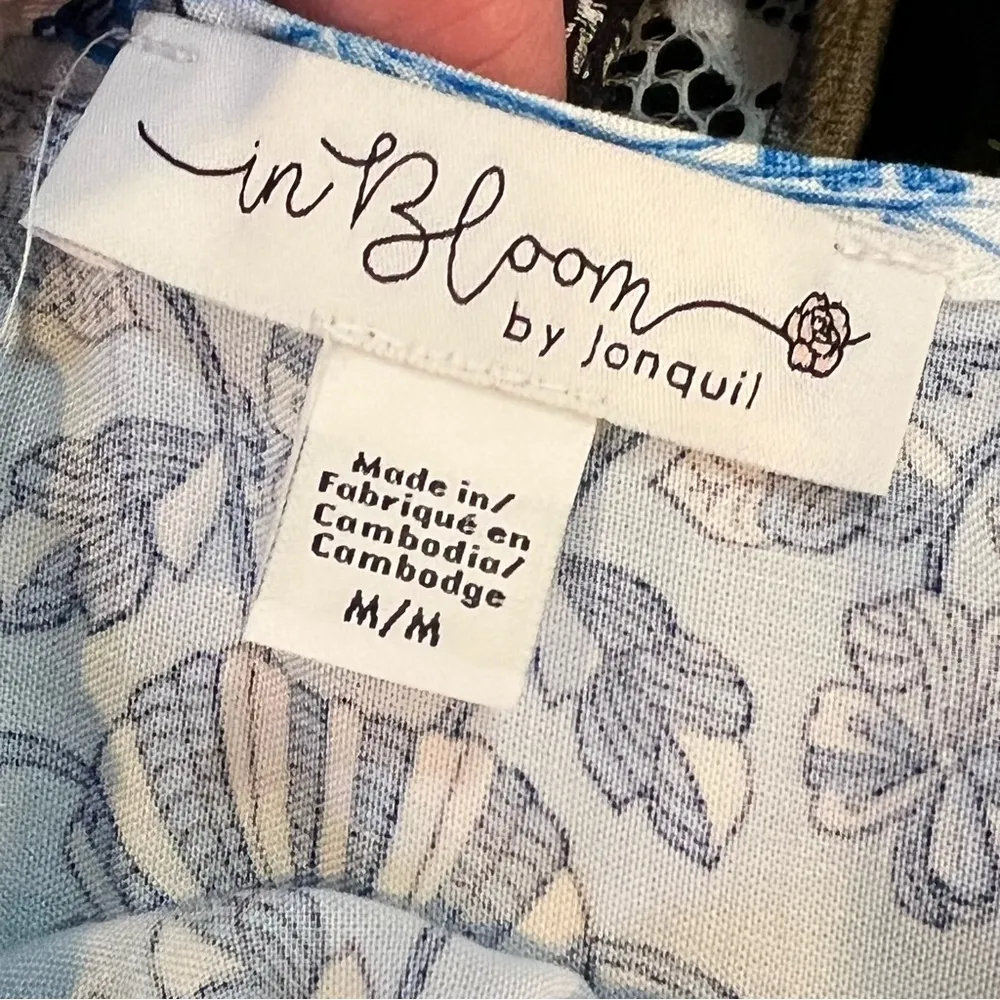 in Bloom
by Jonquil
Made in/
Fabriqué en
Cambodia/
Cambodge
M/M